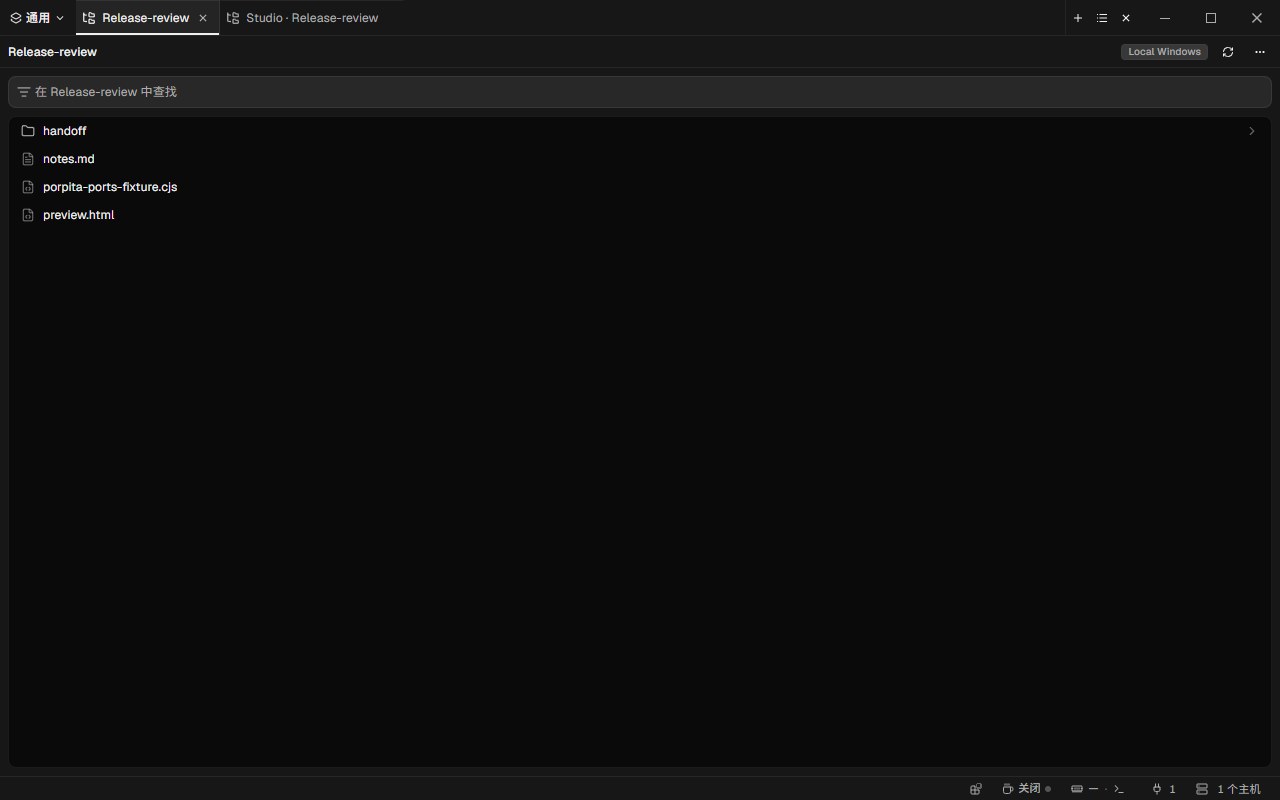 通用
Release-review
Studio · Release-review
Release-review
Local Windows
在 Release-review 中查找
handoff
notes.md
porpita-ports-fixture.cjs
preview.html
关闭
1
1 个主机